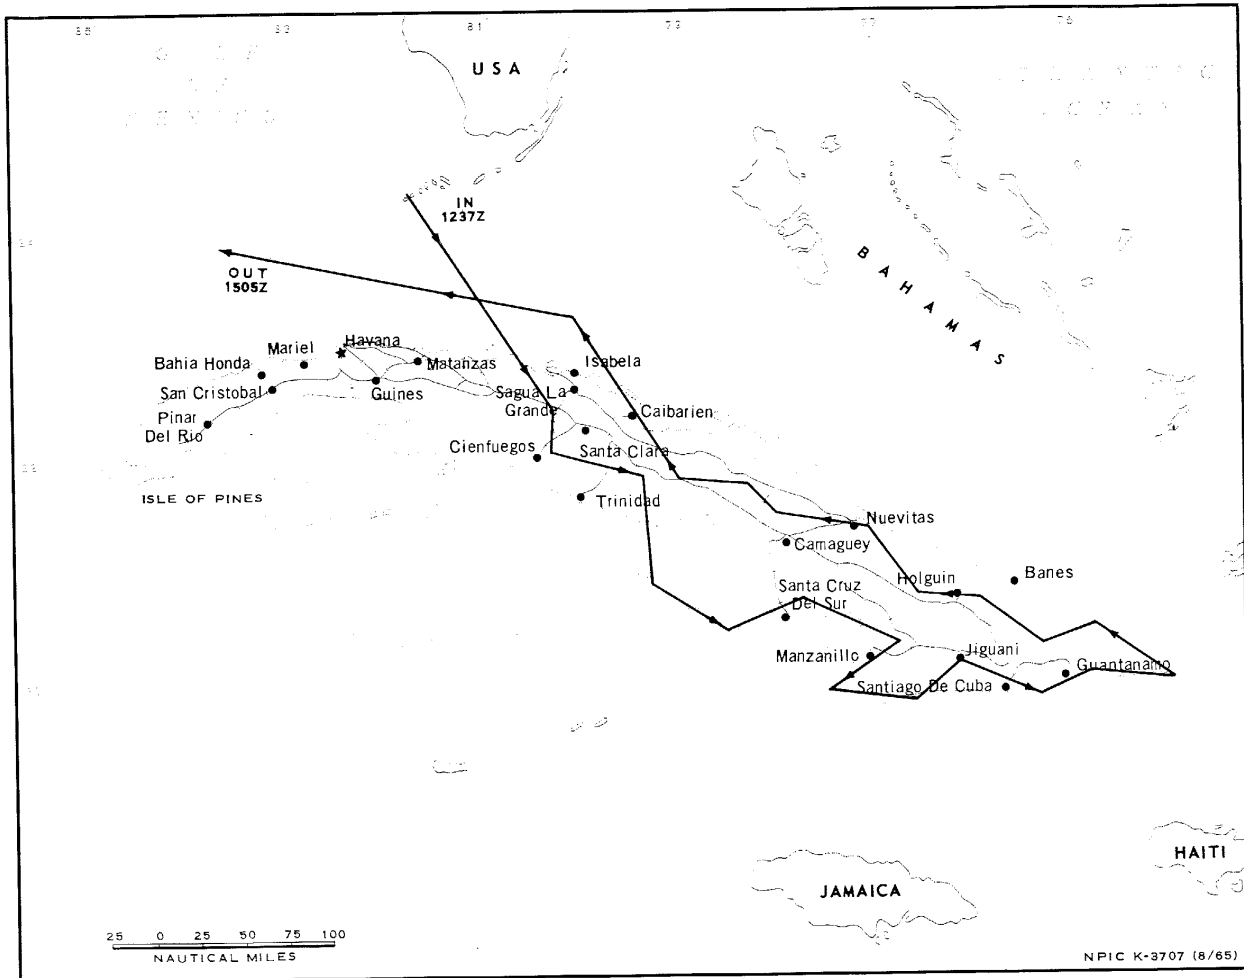 81
79
77
75
USA
IN
1237Z
OUT
1505Z
BAHAMAS
Havana
Mariel
Bahia Honda
Matanzas
Isabela
San Cristobal
Guines
Sagua La
Grande
Caibarien
Pinar
Del Rio
Cienfuegos
Santa Clara
ISLE OF PINES
Trinidad
Nuevitas
Camaguey
Banes
Holguin
Santa Cruz
Del Sur
Manzanillo
Jiguani
Guantanamo
Santiago De Cuba
HAITI
JAMAICA
25 0 25 50 75 100
NAUTICAL MILES
NPIC K-3707 (8/65)